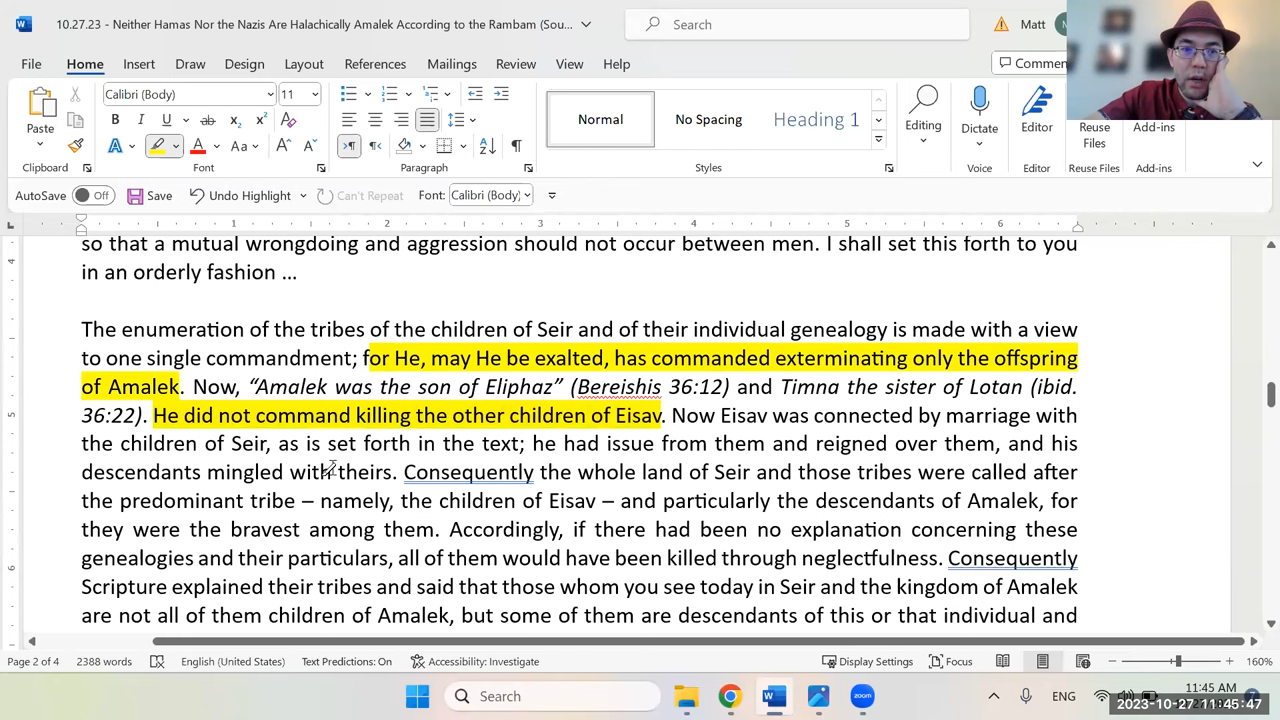 10.27.23 - Neither Hamas Nor the Nazis Are Halachically Amalek According to the Rambam (Sou...
Search
Matt
File Home Insert Draw Design Layout References Mailings Review View Help
Commen
Calibri (Body) 11
Paste
Normal
No Spacing
Heading 1
Editing
Dictate
Editor
Reuse Files
Add-ins
Clipboard
Font
Paragraph
Styles
Voice
Editor
Reuse Files
Add-ins
AutoSave Off Save Undo Highlight Can't Repeat Font: Calibri (Body)
1 2 3 4 5 6
so that a mutual wrongdoing and aggression should not occur between men. I shall set this forth to you
in an orderly fashion ...
The enumeration of the tribes of the children of Seir and of their individual genealogy is made with a view
to one single commandment; for He, may He be exalted, has commanded exterminating only the offspring
of Amalek. Now, “Amalek was the son of Eliphaz” (Bereishis 36:12) and Timna the sister of Lotan (ibid.
36:22). He did not command killing the other children of Eisav. Now Eisav was connected by marriage with
the children of Seir, as is set forth in the text; he had issue from them and reigned over them, and his
descendants mingled with theirs. Consequently the whole land of Seir and those tribes were called after
the predominant tribe – namely, the children of Eisav – and particularly the descendants of Amalek, for
they were the bravest among them. Accordingly, if there had been no explanation concerning these
genealogies and their particulars, all of them would have been killed through neglectfulness. Consequently
Scripture explained their tribes and said that those whom you see today in Seir and the kingdom of Amalek
are not all of them children of Amalek, but some of them are descendants of this or that individual and
4
5
6
Page 2 of 4 2388 words English (United States) Text Predictions: On Accessibility: Investigate Display Settings Focus 160%
Search
ENG
11:45 AM
2023-10-27 11:45:47